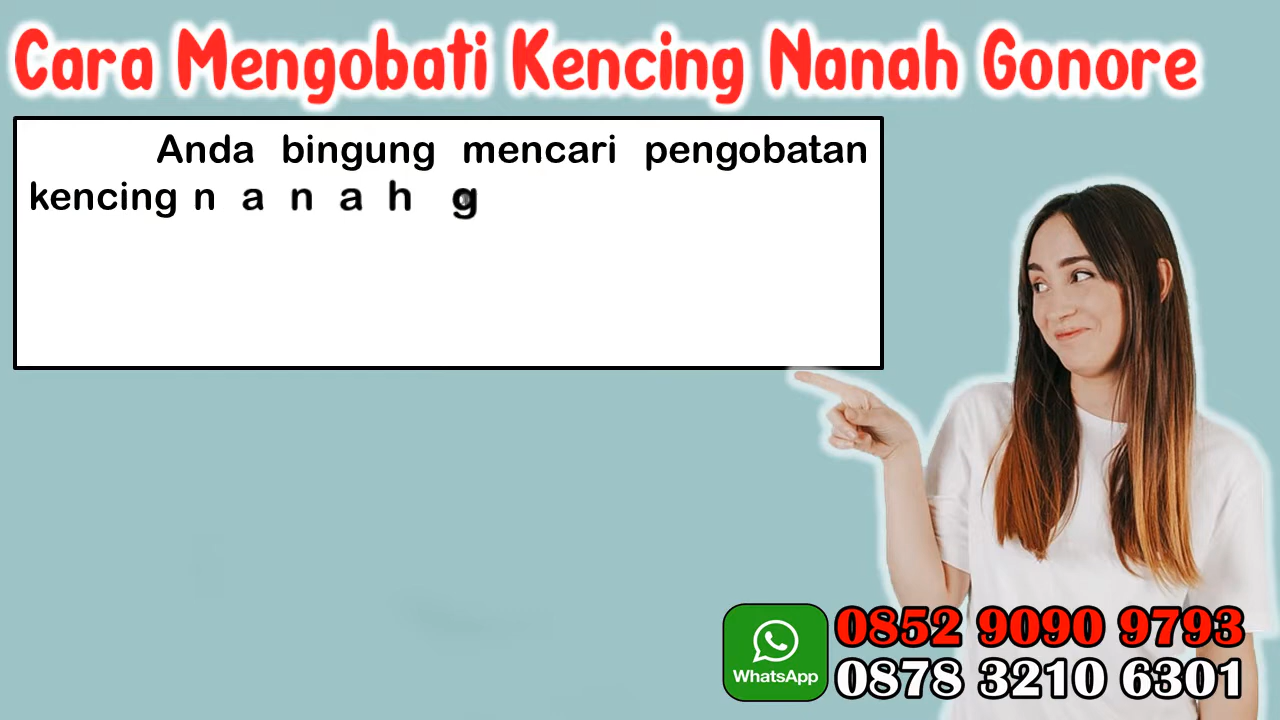 Cara Mengobati Kencing Nanah Gonore
Anda bingung mencari pengobatan
kencing n a n a h g
WhatsApp
0852 9090 9793
0878 3210 6301